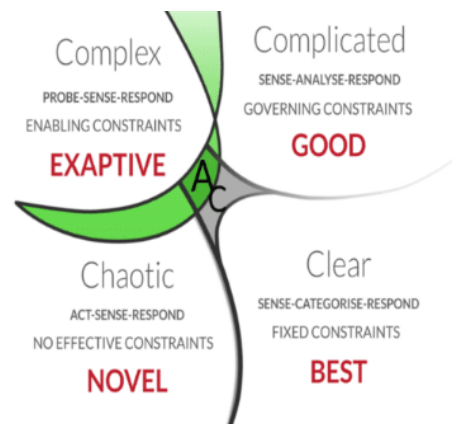 Complex
PROBE-SENSE-RESPOND
ENABLING CONSTRAINTS
EXAPTIVE
Complicated
SENSE-ANALYSE-RESPOND
GOVERNING CONSTRAINTS
GOOD
A
C
Chaotic
ACT-SENSE-RESPOND
NO EFFECTIVE CONSTRAINTS
NOVEL
Clear
SENSE-CATEGORISE-RESPOND
FIXED CONSTRAINTS
BEST